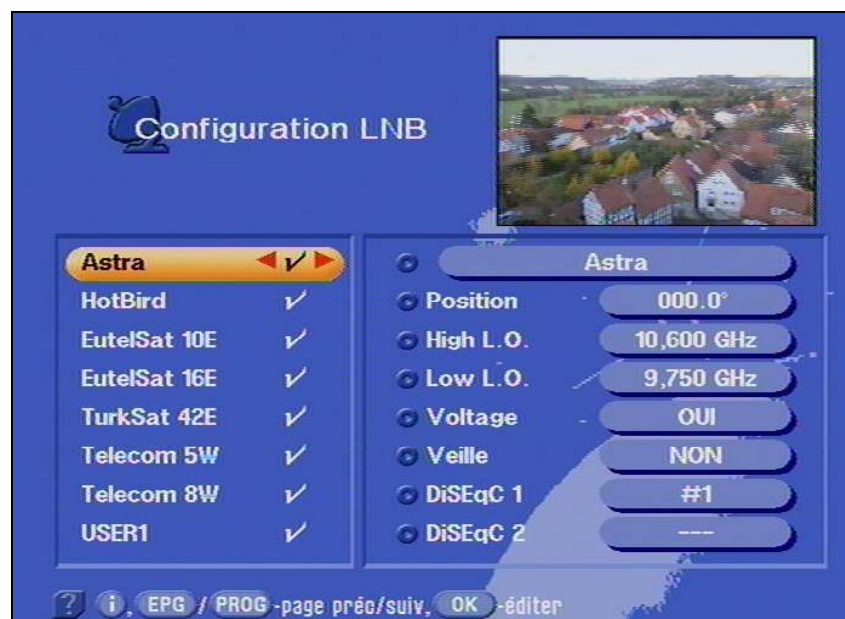 Configuration LNB
Astra
HotBird
EutelSat 10E
EutelSat 16E
TurkSat 42E
Telecom 5W
Telecom 8W
USER1
Astra
Position 000.0°
High L.O. 10,600 GHz
Low L.O. 9,750 GHz
Voltage OUI
Veille NON
DiSEqC 1 #1
DiSEqC 2 ---
? i, EPG / PROG -page préc/suiv, OK -éditer